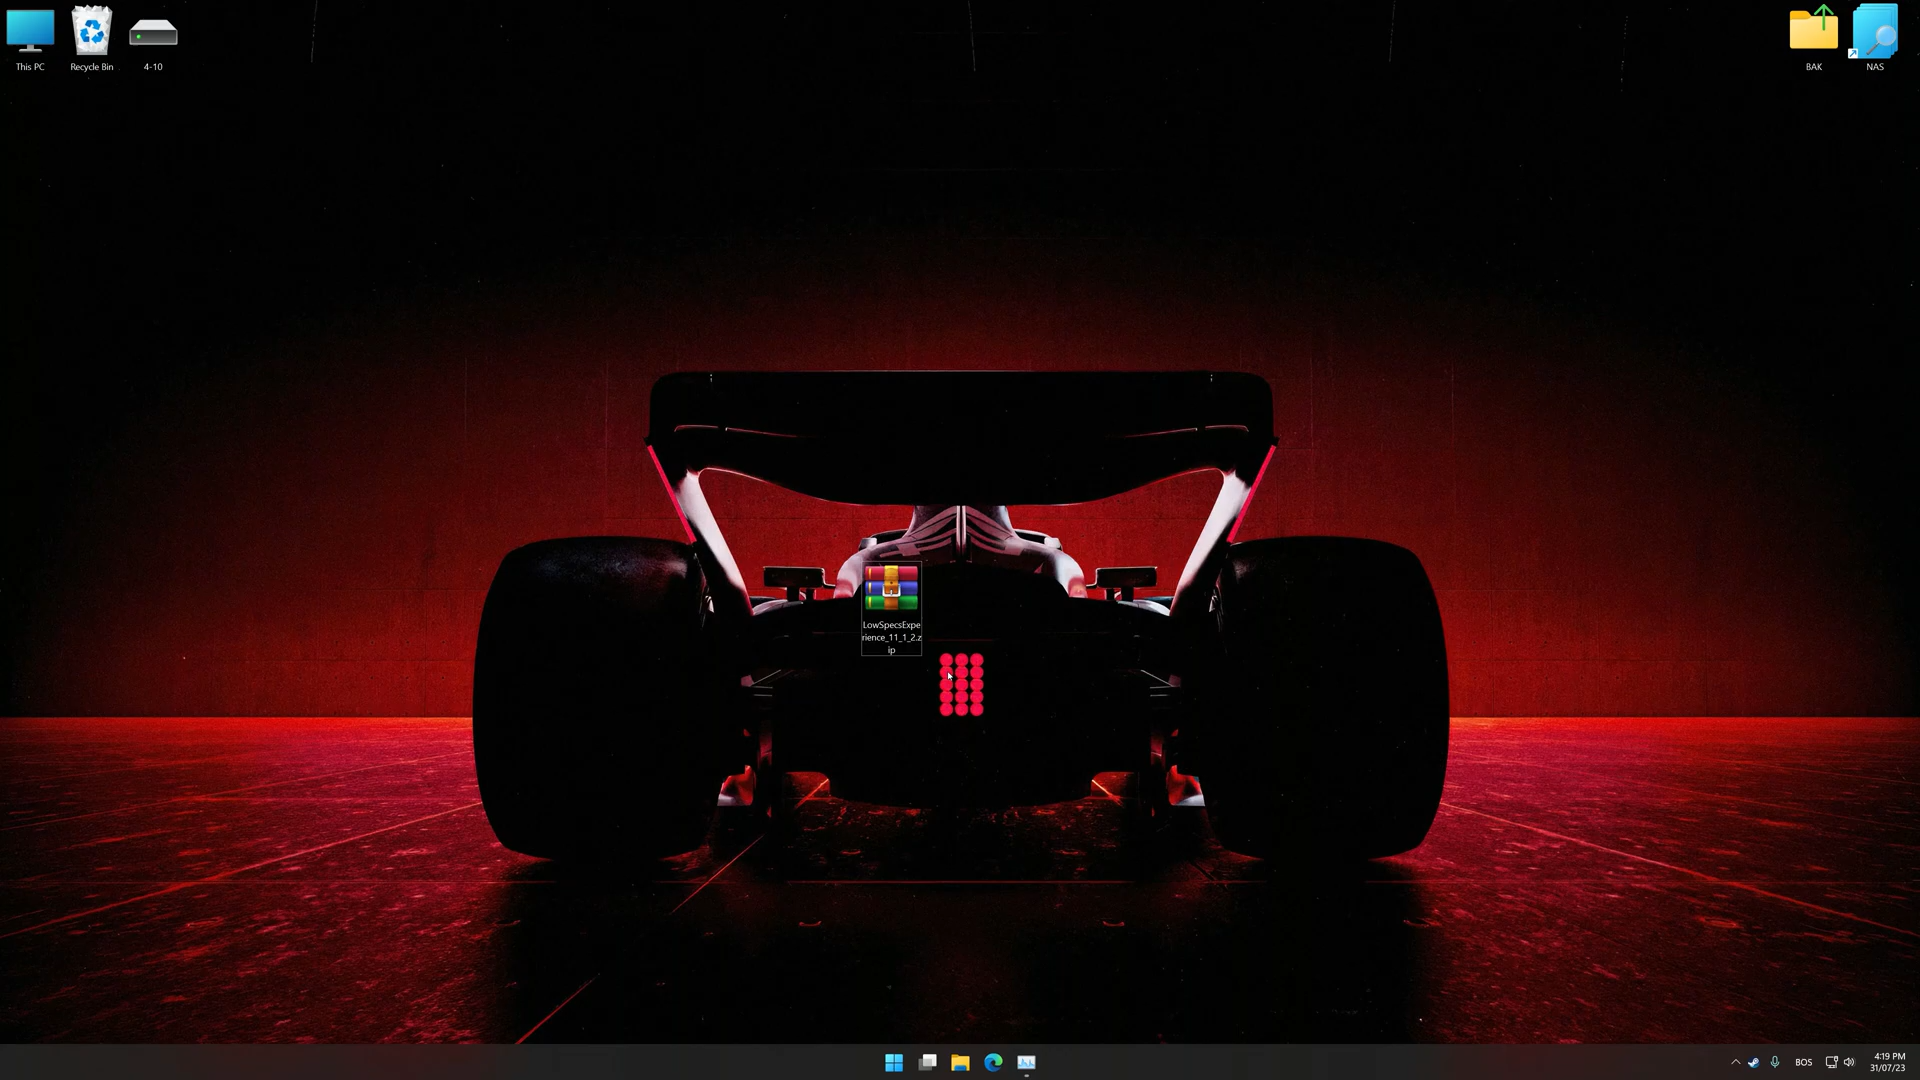 This PC
Recycle Bin
4-10
BAK
NAS
LowSpecsExpe
rience_11_1_2.z
ip
BOS
4:19 PM
31/07/23